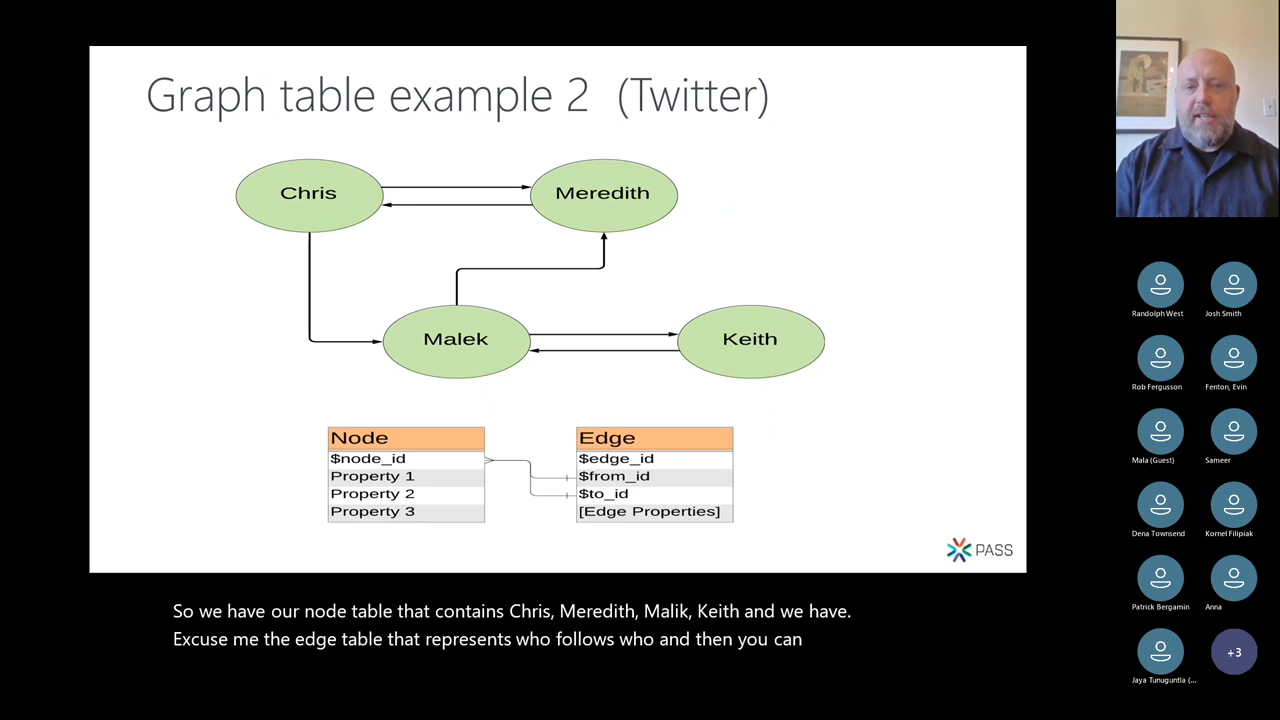 Graph table example 2 (Twitter)
Chris
Meredith
Malek
Keith
Node
$node_id
Property 1
Property 2
Property 3
Edge
$edge_id
$from_id
$to_id
[Edge Properties]
PASS
So we have our node table that contains Chris, Meredith, Malik, Keith and we have.
Excuse me the edge table that represents who follows who and then you can
Randolph West
Josh Smith
Rob Fergusson
Fenton, Evin
Mala (Guest)
Sameer
Dena Townsend
Kornel Filipiak
Patrick Bergamin
Anna
Jaya Tunuguntla (...
+3